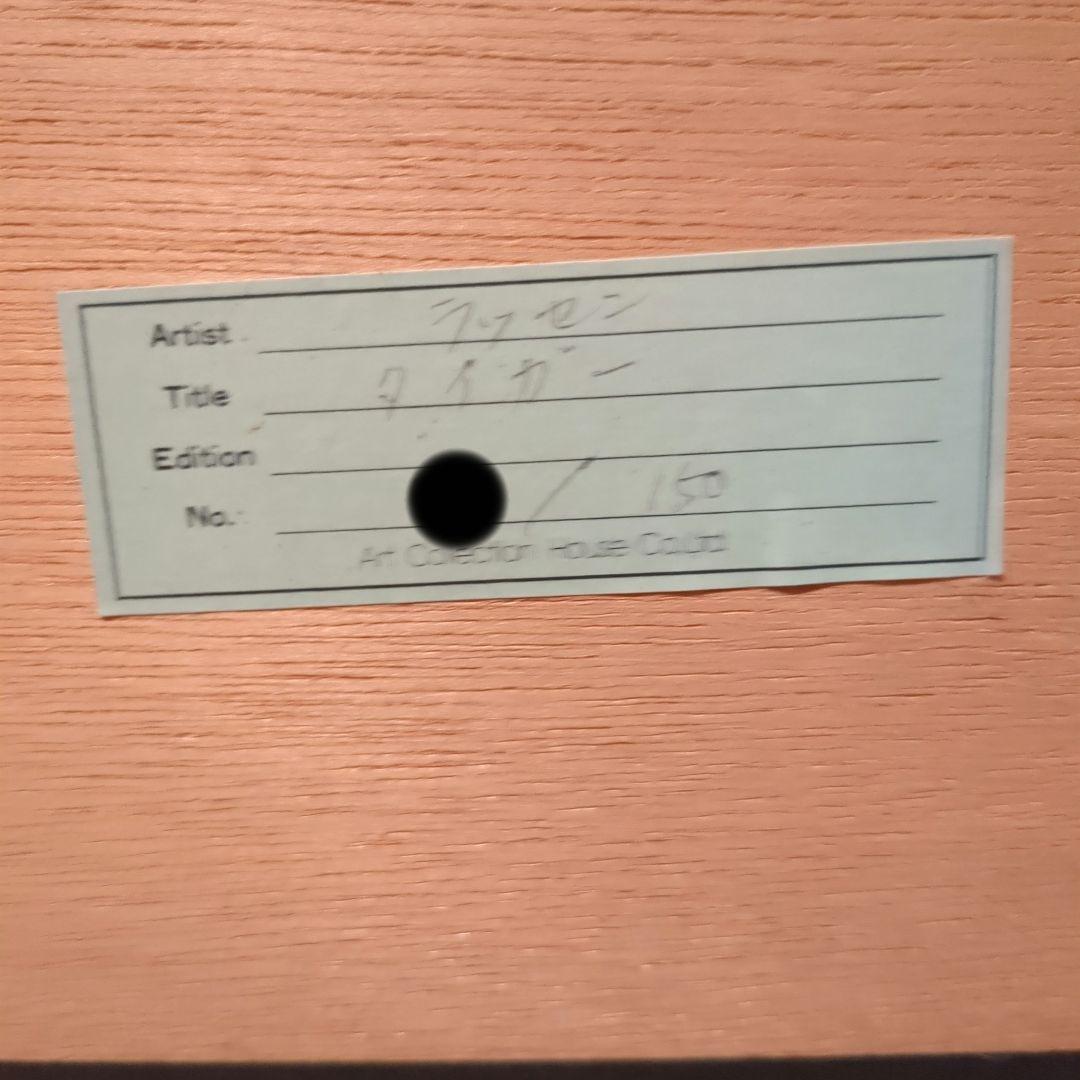 Artist ラッセン
Title タイガー
Edition
No. / 150
Art Collection House Co.,Ltd.